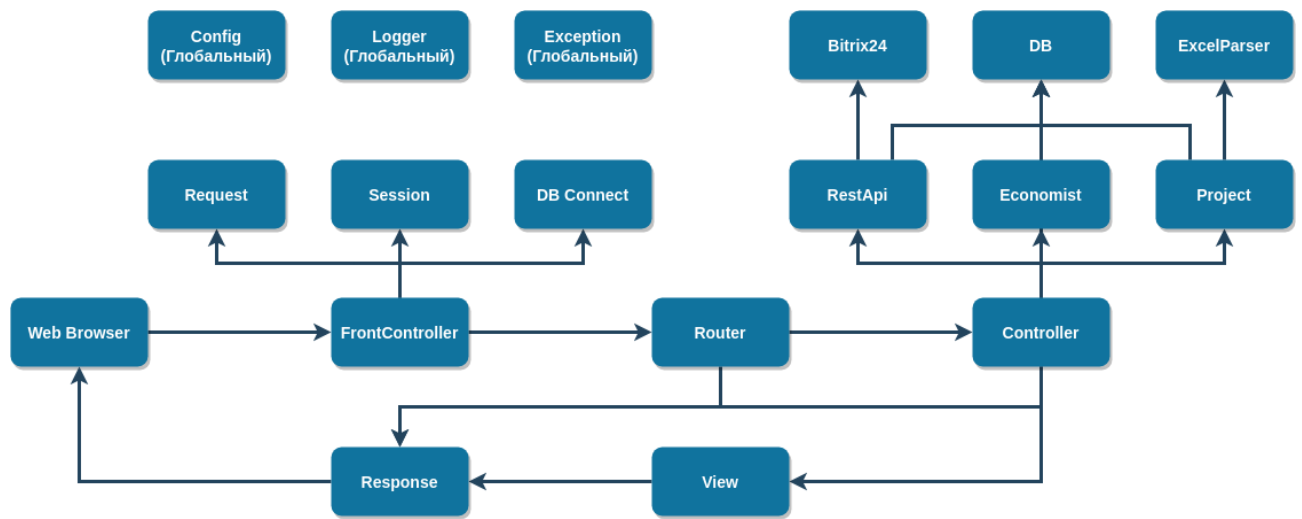 Config
(Глобальный)
Logger
(Глобальный)
Exception
(Глобальный)
Bitrix24
DB
ExcelParser
Request
Session
DB Connect
RestApi
Economist
Project
Web Browser
FrontController
Router
Controller
Response
View